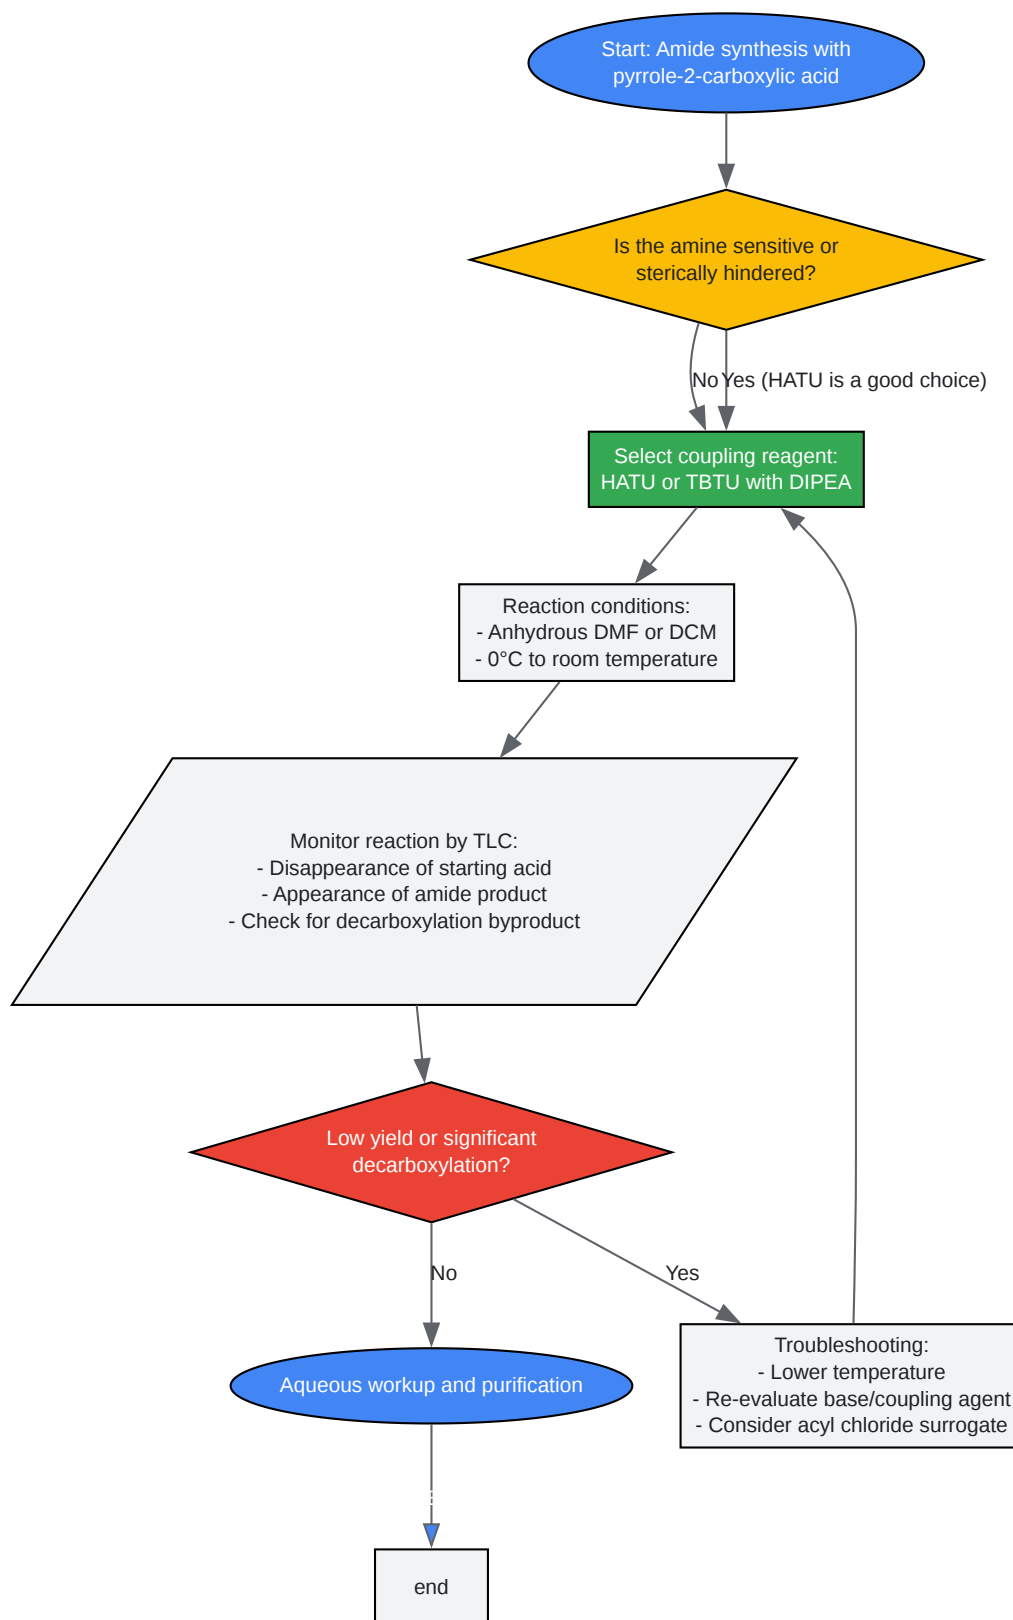 Start: Amide synthesis with
pyrrole-2-carboxylic acid
Is the amine sensitive or
sterically hindered?
No
Yes (HATU is a good choice)
Select coupling reagent:
HATU or TBTU with DIPEA
Reaction conditions:
- Anhydrous DMF or DCM
- 0°C to room temperature
Monitor reaction by TLC:
- Disappearance of starting acid
- Appearance of amide product
- Check for decarboxylation byproduct
Low yield or significant
decarboxylation?
No
Yes
Troubleshooting:
- Lower temperature
- Re-evaluate base/coupling agent
- Consider acyl chloride surrogate
Aqueous workup and purification
end